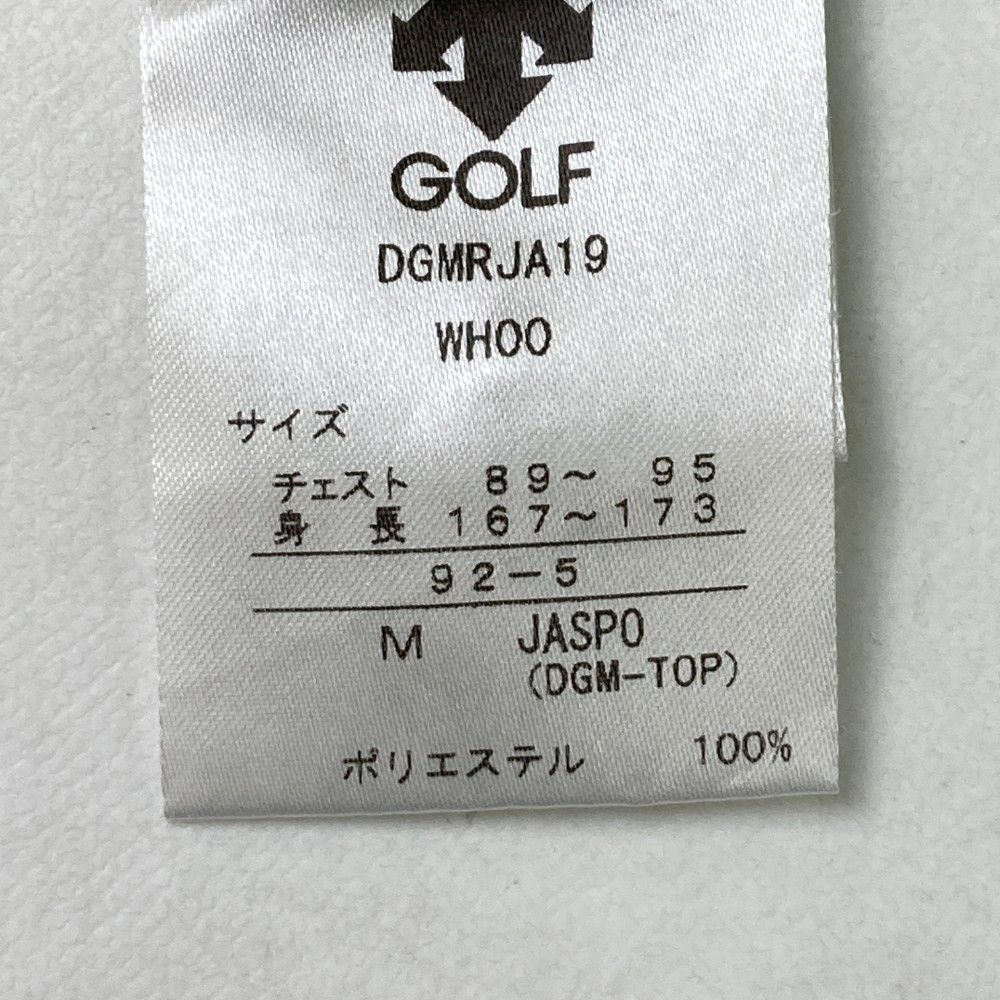 GOLF
DGMRJA19
WH00
サイズ
チェスト 89～ 95
身 長 167～173
92-5
M JASPO
(DGM-TOP)
ポリエステル 100%